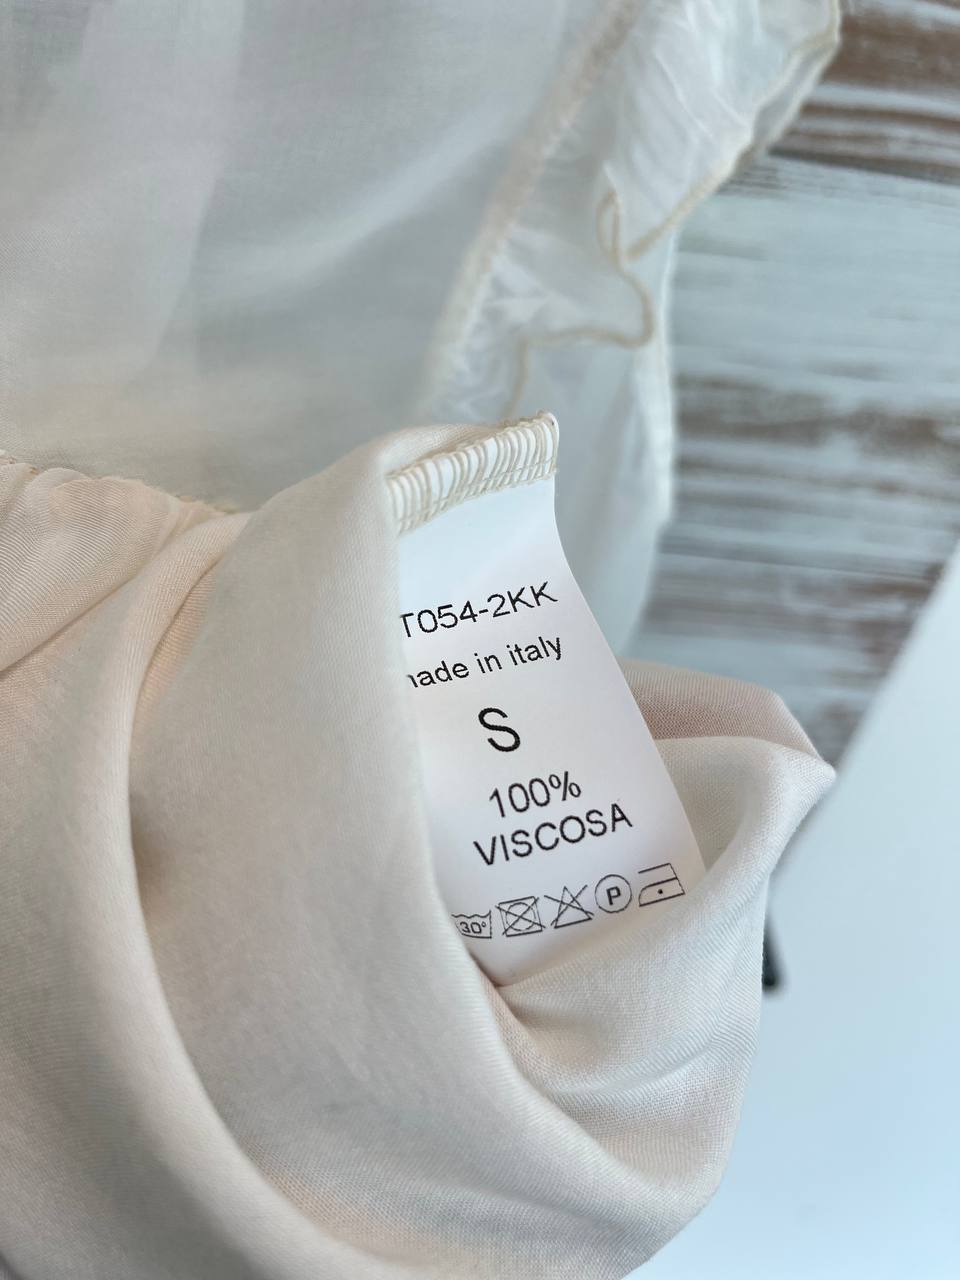 T054-2KK
made in italy
S
100%
VISCOSA
30° P